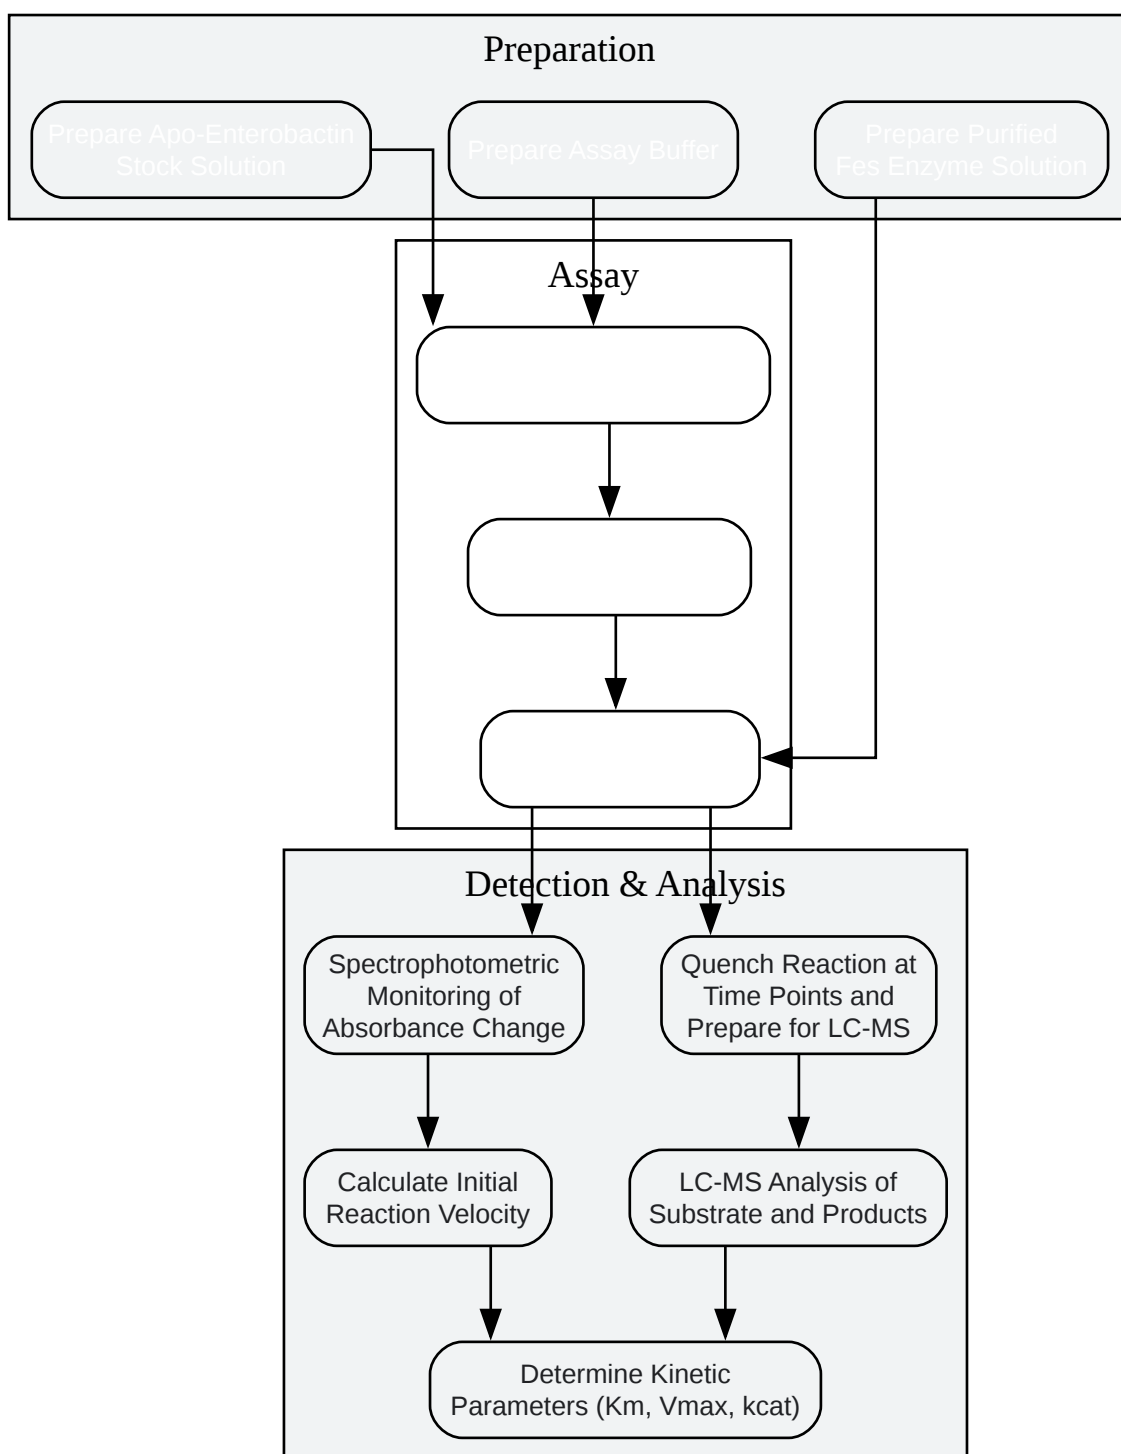 Preparation
Prepare Apo-Enterobactin
Stock Solution
Prepare Assay Buffer
Prepare Purified
Fes Enzyme Solution
Assay
Detection & Analysis
Spectrophotometric
Monitoring of
Absorbance Change
Quench Reaction at
Time Points and
Prepare for LC-MS
Calculate Initial
Reaction Velocity
LC-MS Analysis of
Substrate and Products
Determine Kinetic
Parameters (Km, Vmax, kcat)